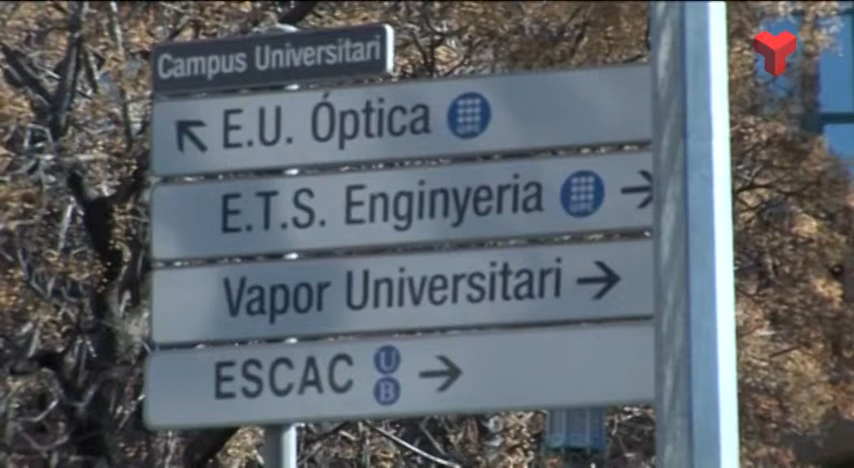 Campus Universitari
E.U. Óptica
E.T.S. Enginyeria
Vapor Universitari
ESCAC U B